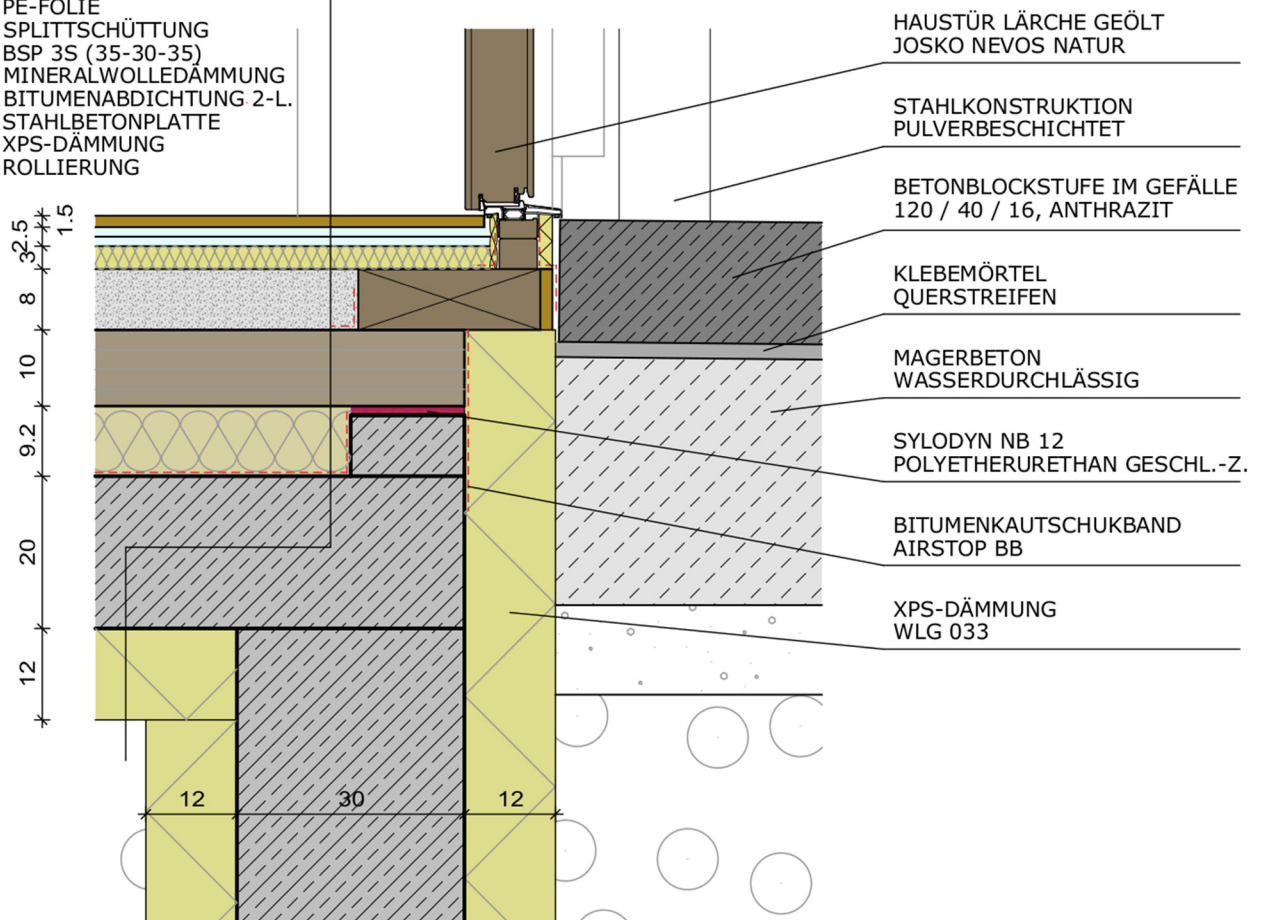 PE-FOLIE
SPLITTSCHÜTTUNG
BSP 3S (35-30-35)
MINERALWOLLEDÄMMUNG
BITUMENABDICHTUNG 2-L.
STAHLBETONPLATTE
XPS-DÄMMUNG
ROLLIERUNG
HAUSTÜR LÄRCHE GEÖLT
JOSKO NEVOS NATUR
STAHLKONSTRUKTION
PULVERBESCHICHTET
BETONBLOCKSTUFE IM GEFÄLLE
120 / 40 / 16, ANTHRAZIT
KLEBEMÖRTEL
QUERSTREIFEN
MAGERBETON
WASSERDURCHLÄSSIG
SYLODYN NB 12
POLYETHERURETHAN GESCHL.-Z.
BITUMENKAUTSCHUKBAND
AIRSTOP BB
XPS-DÄMMUNG
WLG 033
1.5
2.5
3
8
10
9.2
20
12
12
30
12